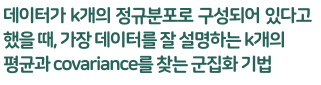 데이터가 k개의 정규분포로 구성되어 있다고
했을 때, 가장 데이터를 잘 설명하는 k개의
평균과 covariance를 찾는 군집화 기법